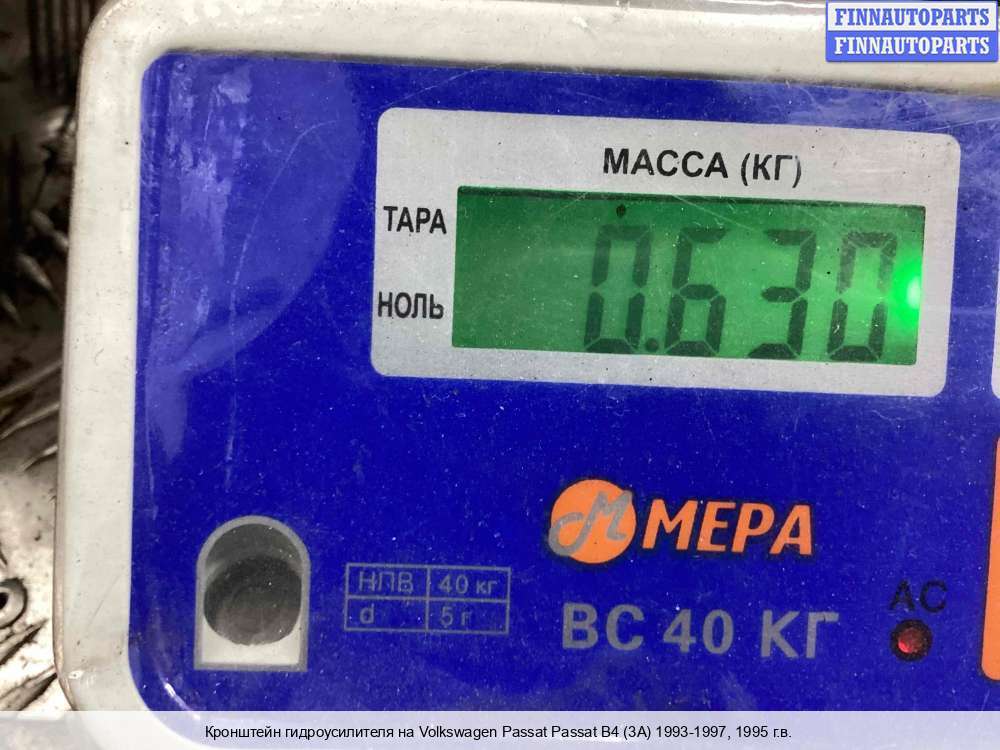 FINNAUTOPARTS
FINNAUTOPARTS
МАССА (КГ)
ТАРА
НОЛЬ
0.630
М МЕРА
НПВ 40 кг
d 5 г
ВС 40 КГ
AC
Кронштейн гидроусилителя на Volkswagen Passat Passat B4 (3A) 1993-1997, 1995 г.в.